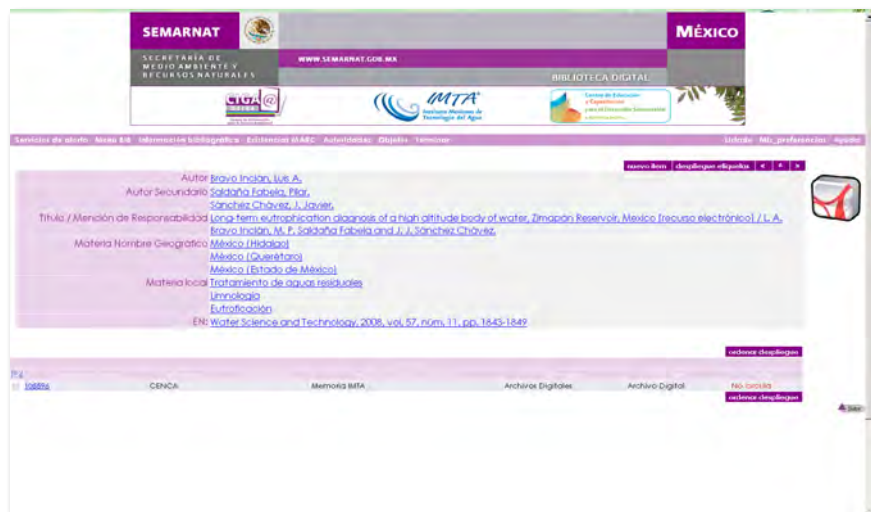 SEMARNAT
MÉXICO
SECRETARÍA DE
MEDIO AMBIENTE Y
RECURSOS NATURALES
WWW.SEMARNAT.GOB.MX
BIBLIOTECA DIGITAL
CIGA@
IMTA
Instituto Mexicano de
Tecnología del Agua
Centro de Educación
y Capacitación
para el Desarrollo Sustentable
Servicios de alerta Menú BIB Información bibliográfica Existencias MARC Autoridades Objetos Terminar
Mis_preferencias Ayuda
nuevo ítem despliegue etiquetas < ^ >
Autor Bravo Inclán, Luis A.
Autor Secundario Saldaña Fabela, Pilar,
Sánchez Chávez, J. Javier,
Título / Mención de Responsabilidad Long-term eutrophication diagnosis of a high altitude body of water, Zimapán Reservoir, Mexico [recurso electrónico] / L. A.
Bravo Inclán, M. P. Saldaña Fabela and J. J. Sánchez Chávez.
Materia Nombre Geográfico México (Hidalgo)
México (Querétaro)
México (Estado de México)
Materia local Tratamiento de aguas residuales
Limnología
Eutroficación
EN: Water Science and Technology, 2008, vol, 57, núm, 11, pp, 1843-1849
ordenar despliegue
108896 CENCA Memoria IMTA Archivos Digitales Archivo Digital No circula
ordenar despliegue
Subir